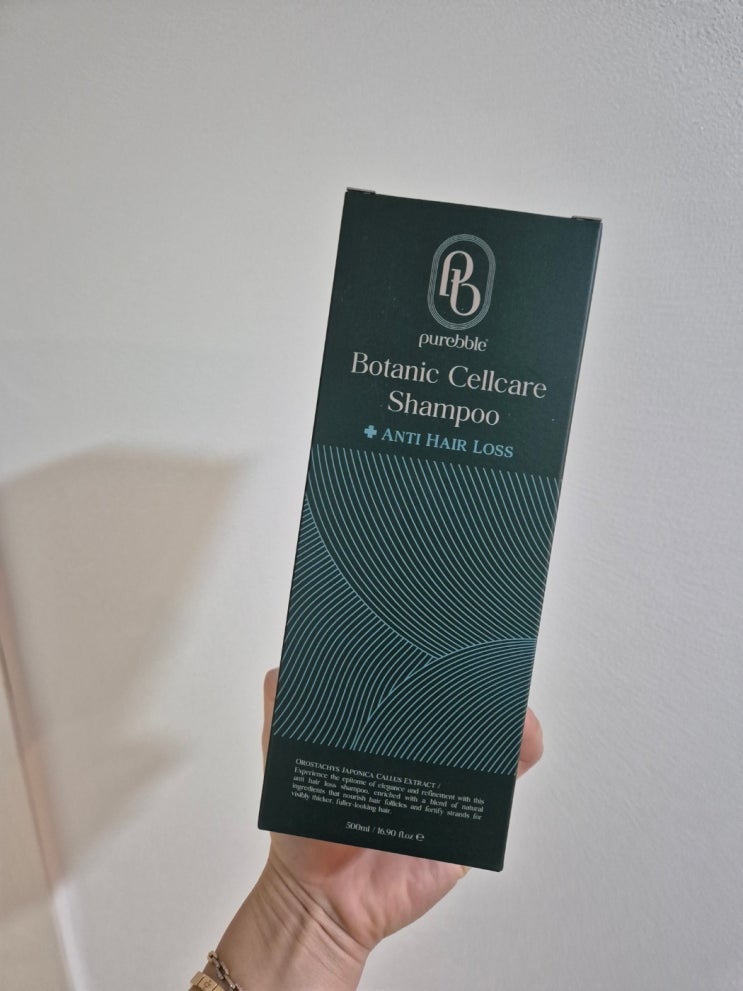 pb
purebble
Botanic Cellcare
Shampoo
+ ANTI HAIR LOSS
OROSTACHYS JAPONICA CALLUS EXTRACT /
Experience the epitome of elegance and refinement with this
anti hair loss shampoo, enriched with a blend of natural
ingredients that nourish hair follicles and fortify strands for
visibly thicker, fuller-looking hair.
500ml / 16.90 fl.oz ℮